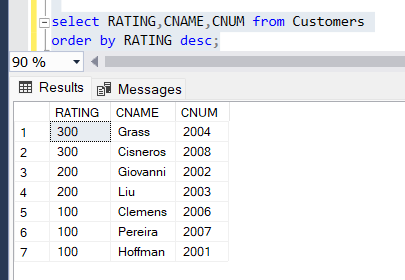 select RATING,CNAME,CNUM from Customers
order by RATING desc;
90 %
Results Messages
RATING CNAME CNUM
1 300 Grass 2004
2 300 Cisneros 2008
3 200 Giovanni 2002
4 200 Liu 2003
5 100 Clemens 2006
6 100 Pereira 2007
7 100 Hoffman 2001